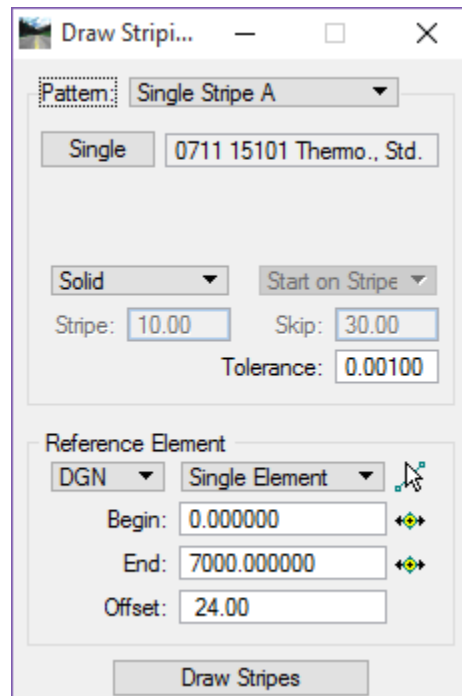 Draw Stripi...
Pattern: Single Stripe A
Single 0711 15101 Thermo., Std.
Solid Start on Stripe
Stripe: 10.00 Skip: 30.00
Tolerance: 0.00100
Reference Element
DGN Single Element
Begin: 0.000000
End: 7000.000000
Offset: 24.00
Draw Stripes